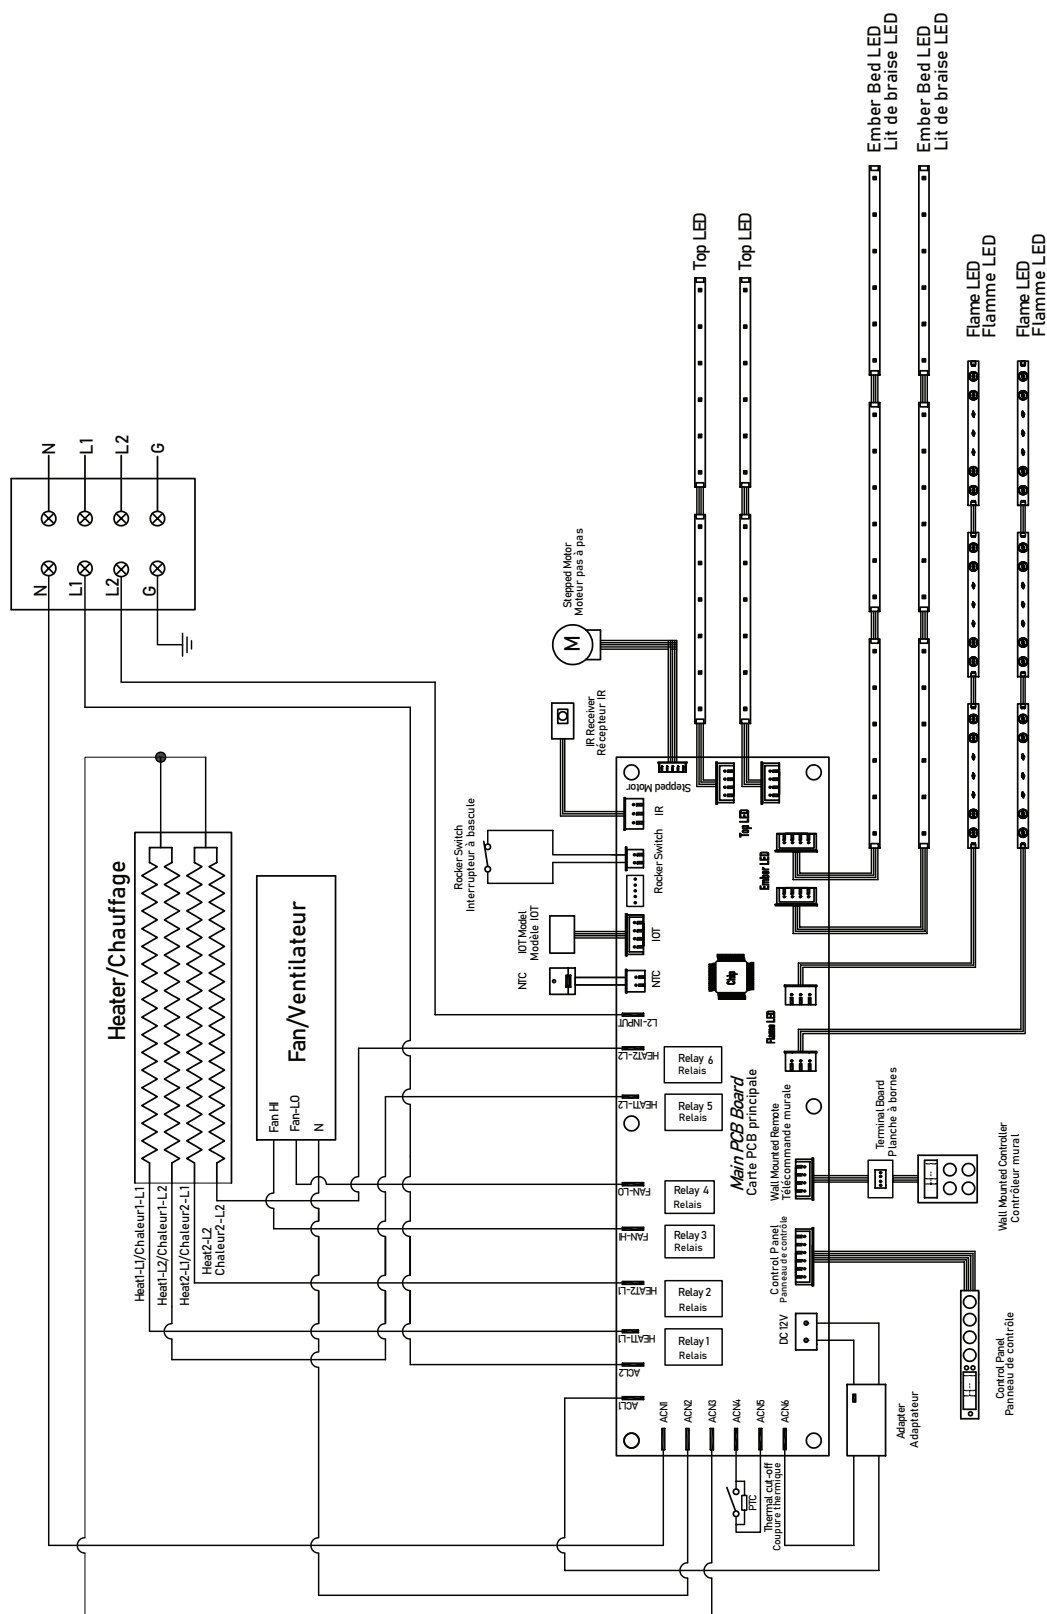 N
L1
L2
G
N
L1
L2
G
Heater/Chauffage
Heat1-L1/Chaleur1-L1
Heat1-L2/Chaleur1-L2
Heat2-L1/Chaleur2-L1
Heat2-L2
Chaleur2-L2
Fan/Ventilateur
Fan HI
Fan-LO
N
Rocker Switch
Interrupteur à bascule
IOT Model
Modèle IOT
NTC
IR Receiver
Récepteur IR
Stepped Motor
Moteur pas à pas
M
Top LED
Top LED
Ember Bed LED
Lit de braise LED
Ember Bed LED
Lit de braise LED
Flame LED
Flamme LED
Flame LED
Flamme LED
Stepped Motor
IR
Rocker Switch
IOT
NTC
L2-INPUT
HEAT2-L2
HEAT1-L2
FAN-LO
FAN-HI
HEAT2-L1
HEAT1-L1
ACL2
ACL1
Top LED
Ember LED
Chip
Flame LED
Relay 6
Relais
Relay 5
Relais
Relay 4
Relais
Relay 3
Relais
Relay 2
Relais
Relay 1
Relais
Main PCB Board
Carte PCB principale
Wall Mounted Remote
Télécommande murale
Control Panel
Panneau de contrôle
DC 12V
ACN1
ACN2
ACN3
ACN4
ACN5
ACN6
PTC
Thermal cut-off
Coupure thermique
Terminal Board
Planche à bornes
Wall Mounted Controller
Contrôleur mural
Control Panel
Panneau de contrôle
Adapter
Adaptateur